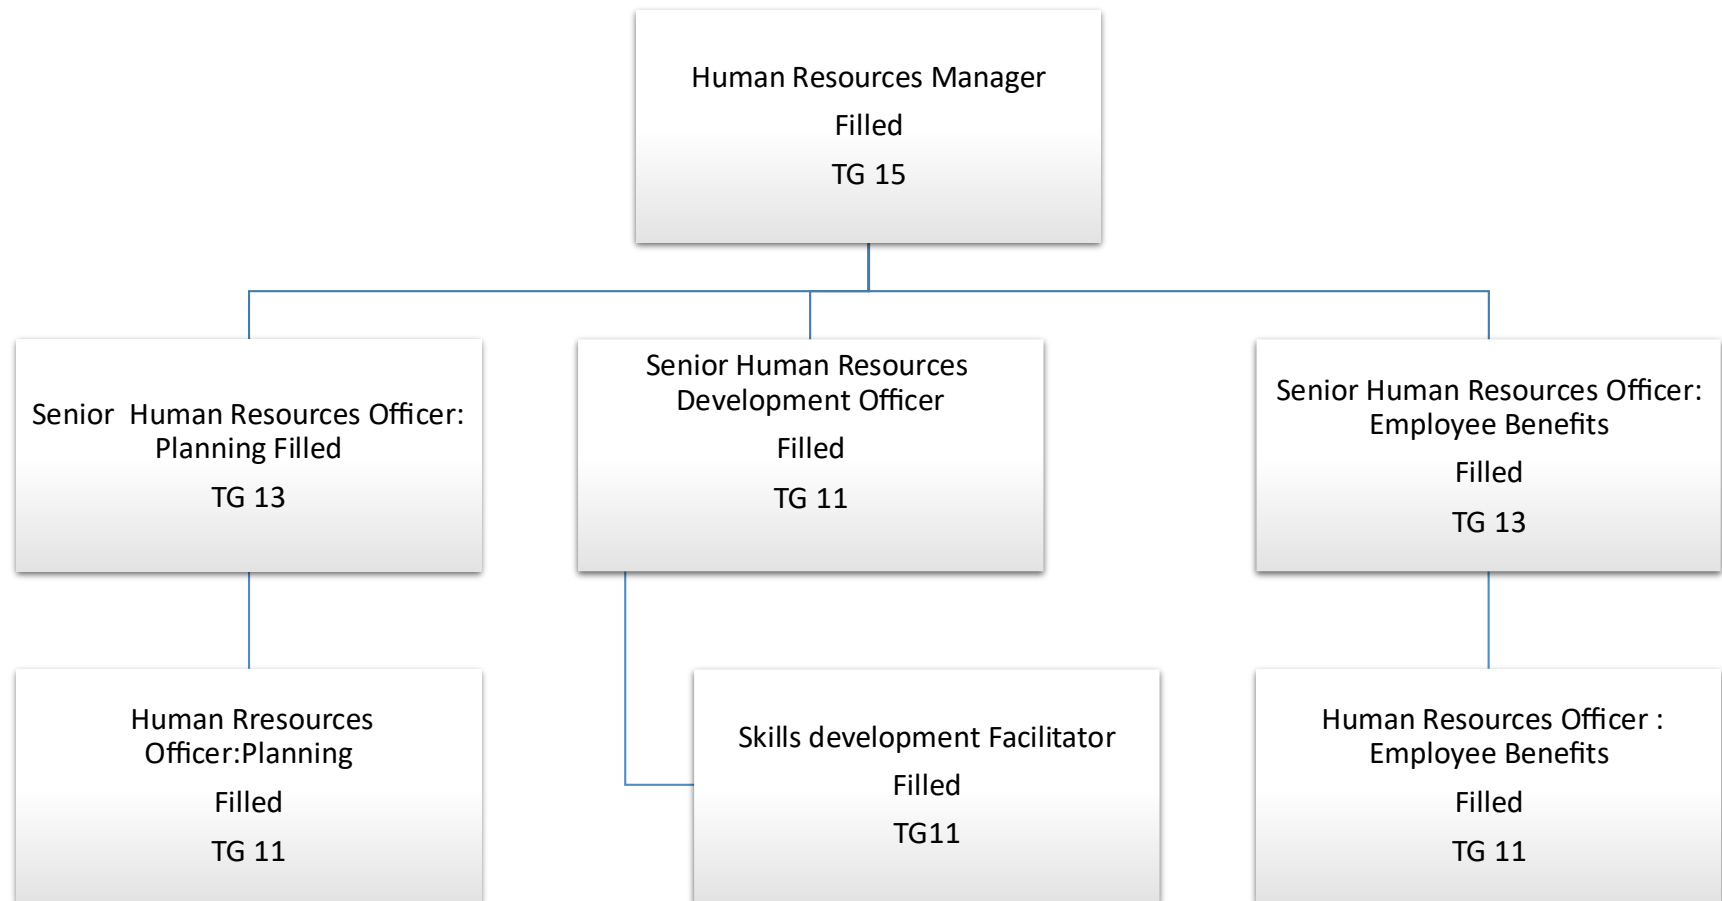 Human Resources Manager
Filled
TG 15
Senior  Human Resources Officer:
Planning Filled
TG 13
Senior Human Resources
Development Officer
Filled
TG 11
Senior Human Resources Officer:
Employee Benefits
Filled
TG 13
Human Rresources
Officer:Planning
Filled
TG 11
Skills development Facilitator
Filled
TG11
Human Resources Officer :
Employee Benefits
Filled
TG 11